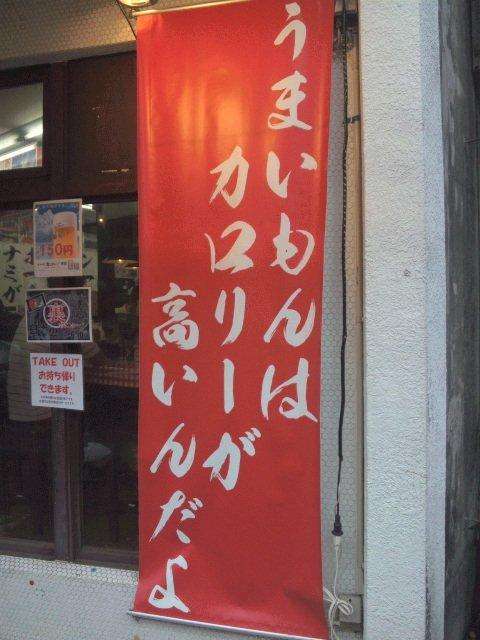 うまいもんは
カロリーが
高いんだよ
150円
TAKE OUT
お持ち帰り
できます。